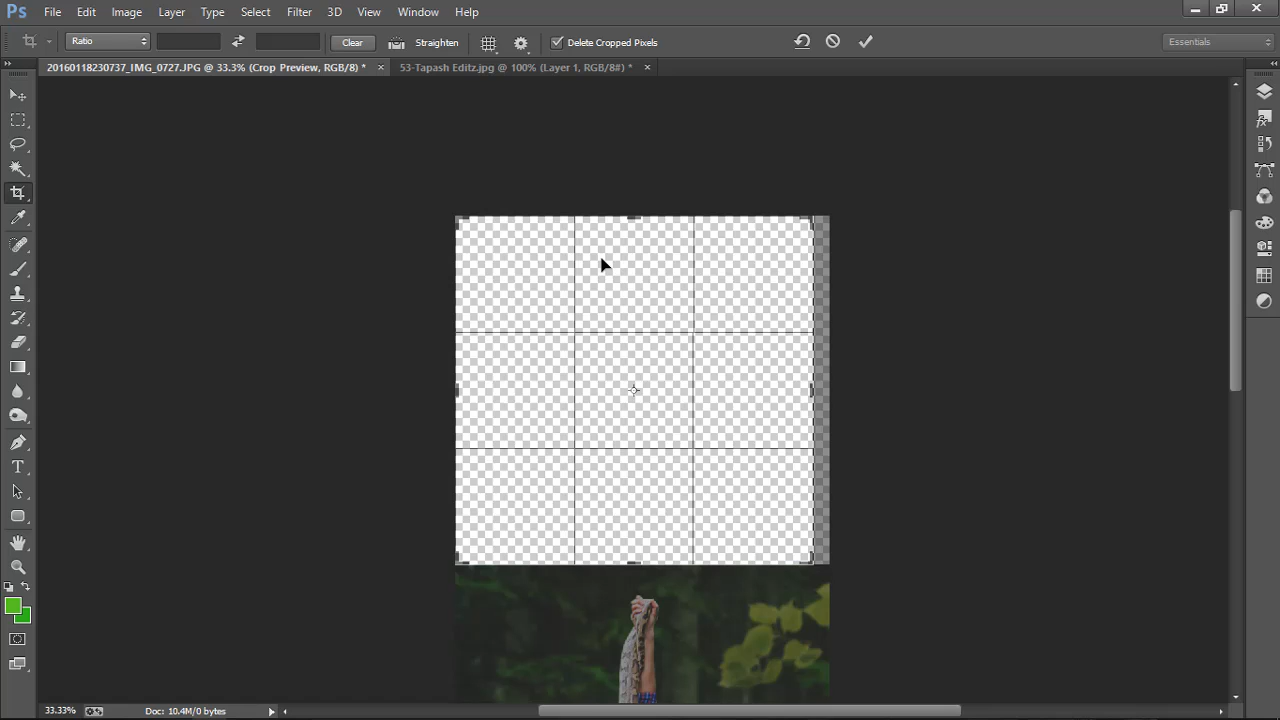 Ps File Edit Image Layer Type Select Filter 3D View Window Help
Ratio Clear Straighten Delete Cropped Pixels Essentials
20160118230737_IMG_0727.JPG @ 33.3% (Crop Preview, RGB/8) * 53-Tapash Editz.jpg @ 100% (Layer 1, RGB/8#) *
T
33.33% Doc: 10.4M/0 bytes